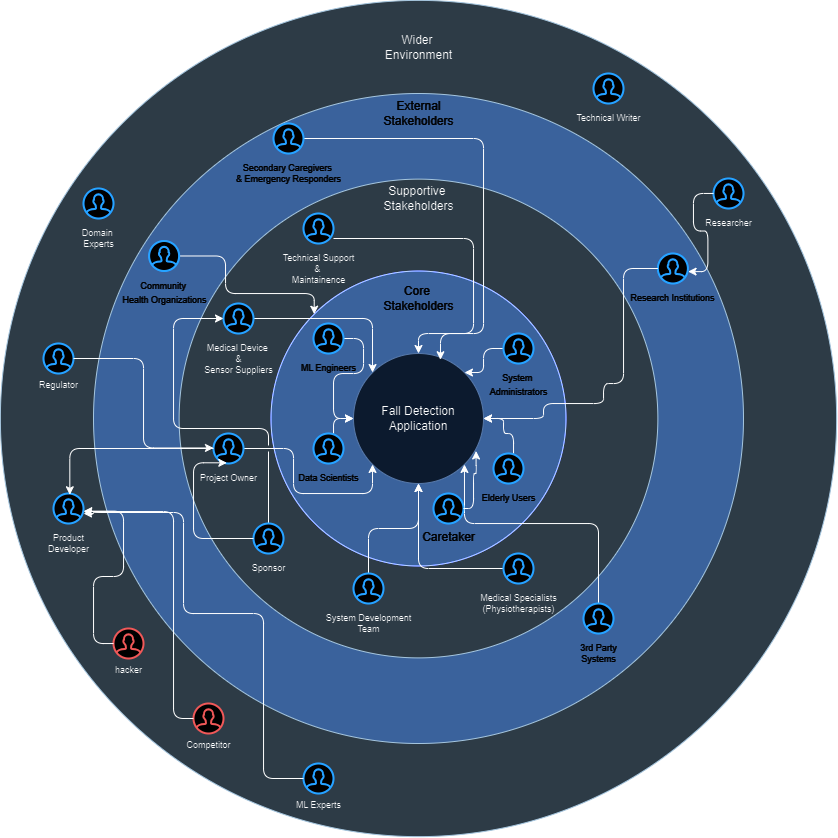 Wider
Environment
Technical Writer
External
Stakeholders
Secondary Caregivers
& Emergency Responders
Supportive
Stakeholders
Researcher
Domain
Experts
Technical Support
&
Maintainence
Community
Health Organizations
Core
Stakeholders
Research Institutions
Medical Device
&
Sensor Suppliers
ML Engineers
System
Administrators
Regulator
Fall Detection
Application
Project Owner
Data Scientists
Elderly Users
Product
Developer
Caretaker
Sponsor
Medical Specialists
(Physiotherapists)
System Development
Team
3rd Party
Systems
hacker
Competitor
ML Experts